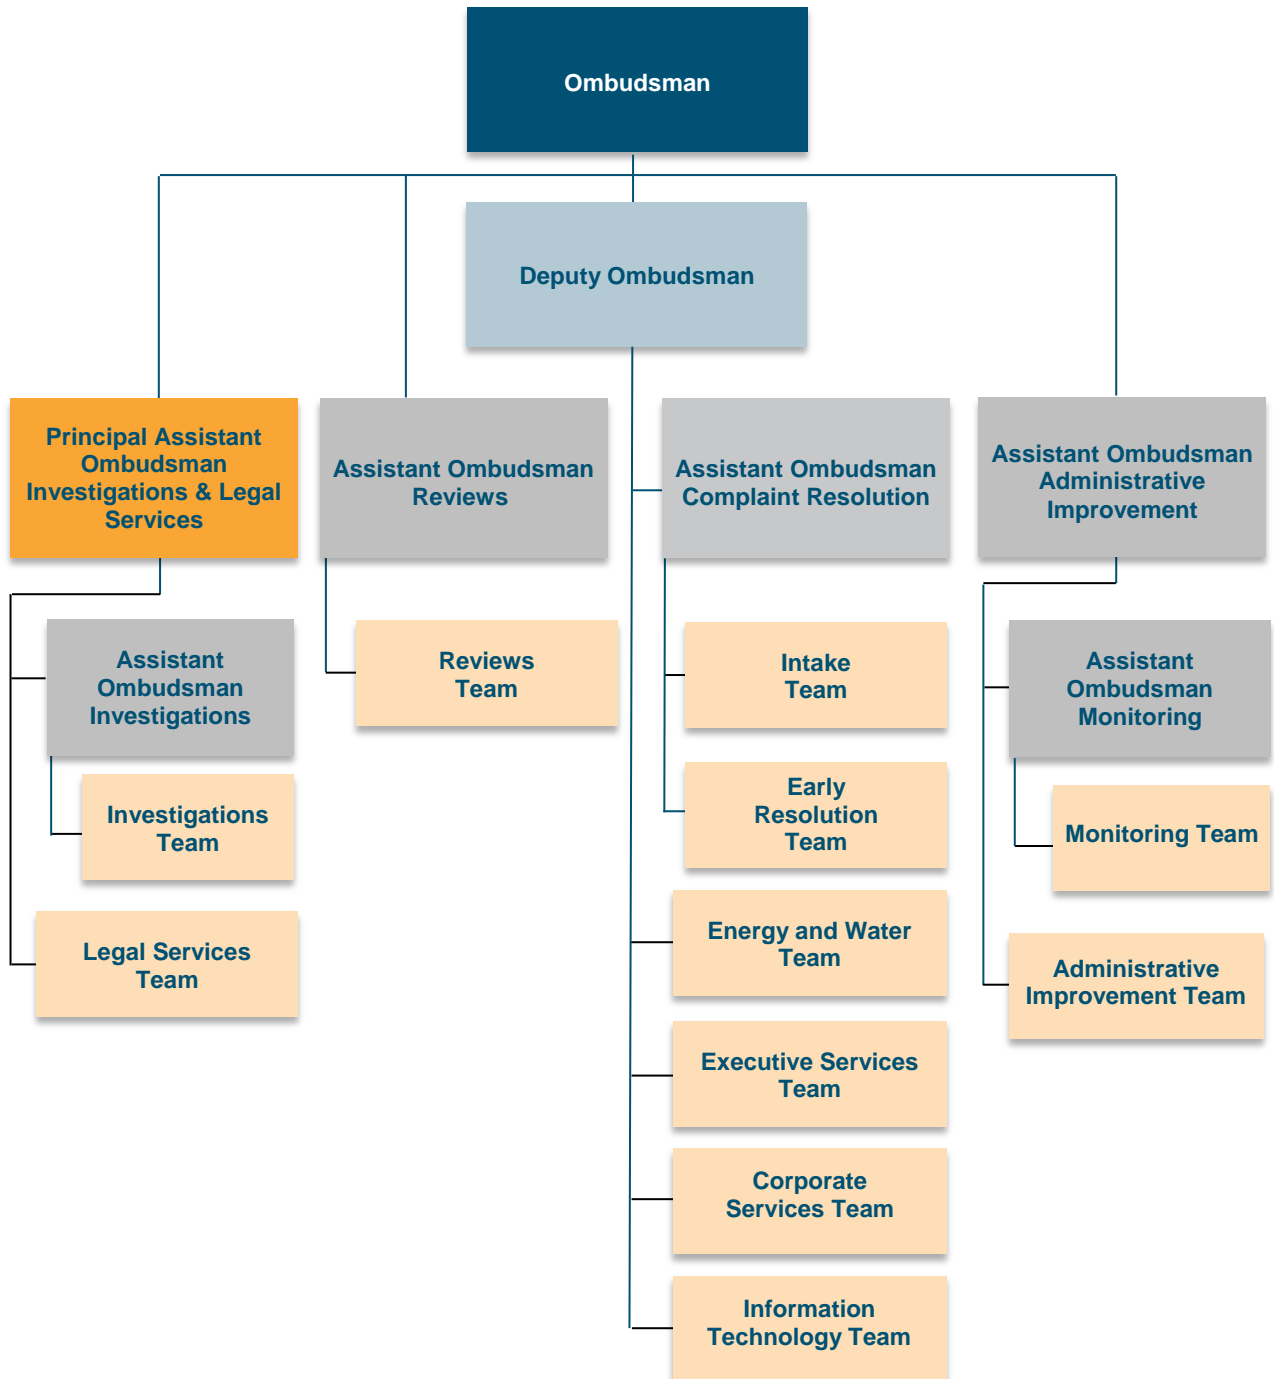 Ombudsman
Deputy Ombudsman
Principal Assistant
Ombudsman
Investigations & Legal
Services
Assistant Ombudsman
Reviews
Assistant Ombudsman
Complaint Resolution
Assistant Ombudsman
Administrative
Improvement
Assistant
Ombudsman
Investigations
Investigations
Team
Legal Services
Team
Reviews
Team
Intake
Team
Early
Resolution
Team
Energy and Water
Team
Executive Services
Team
Corporate
Services Team
Information
Technology Team
Assistant
Ombudsman
Monitoring
Monitoring Team
Administrative
Improvement Team